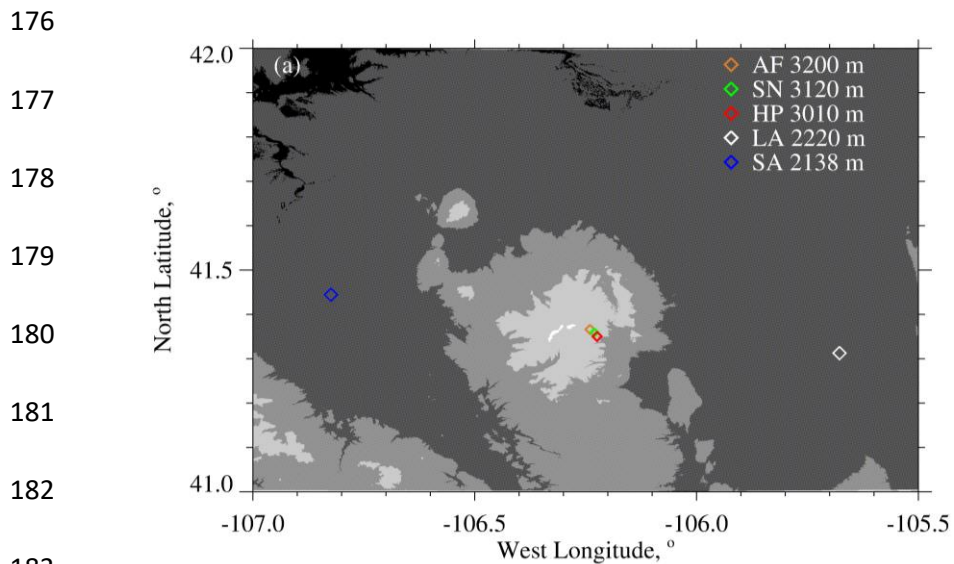 176
42.0
(a)
AF 3200 m
177
SN 3120 m
HP 3010 m
LA 2220 m
178
SA 2138 m
179
41.5
North Latitude, °
180
181
182
41.0
-107.0
-106.5
-106.0
-105.5
West Longitude, °